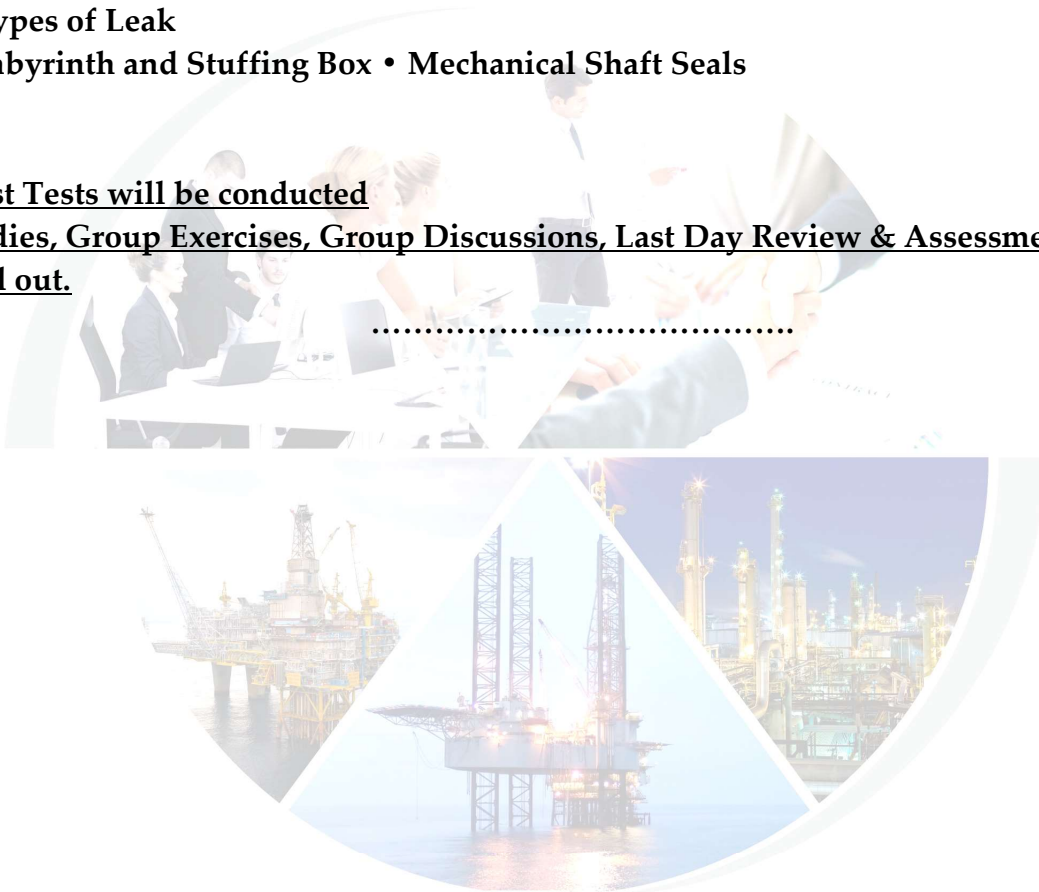 ypes of Leak
abyrinth and Stuffing Box • Mechanical Shaft Seals
st Tests will be conducted
dies, Group Exercises, Group Discussions, Last Day Review & Assessme
l out.
…………………………………..
CONTRACT